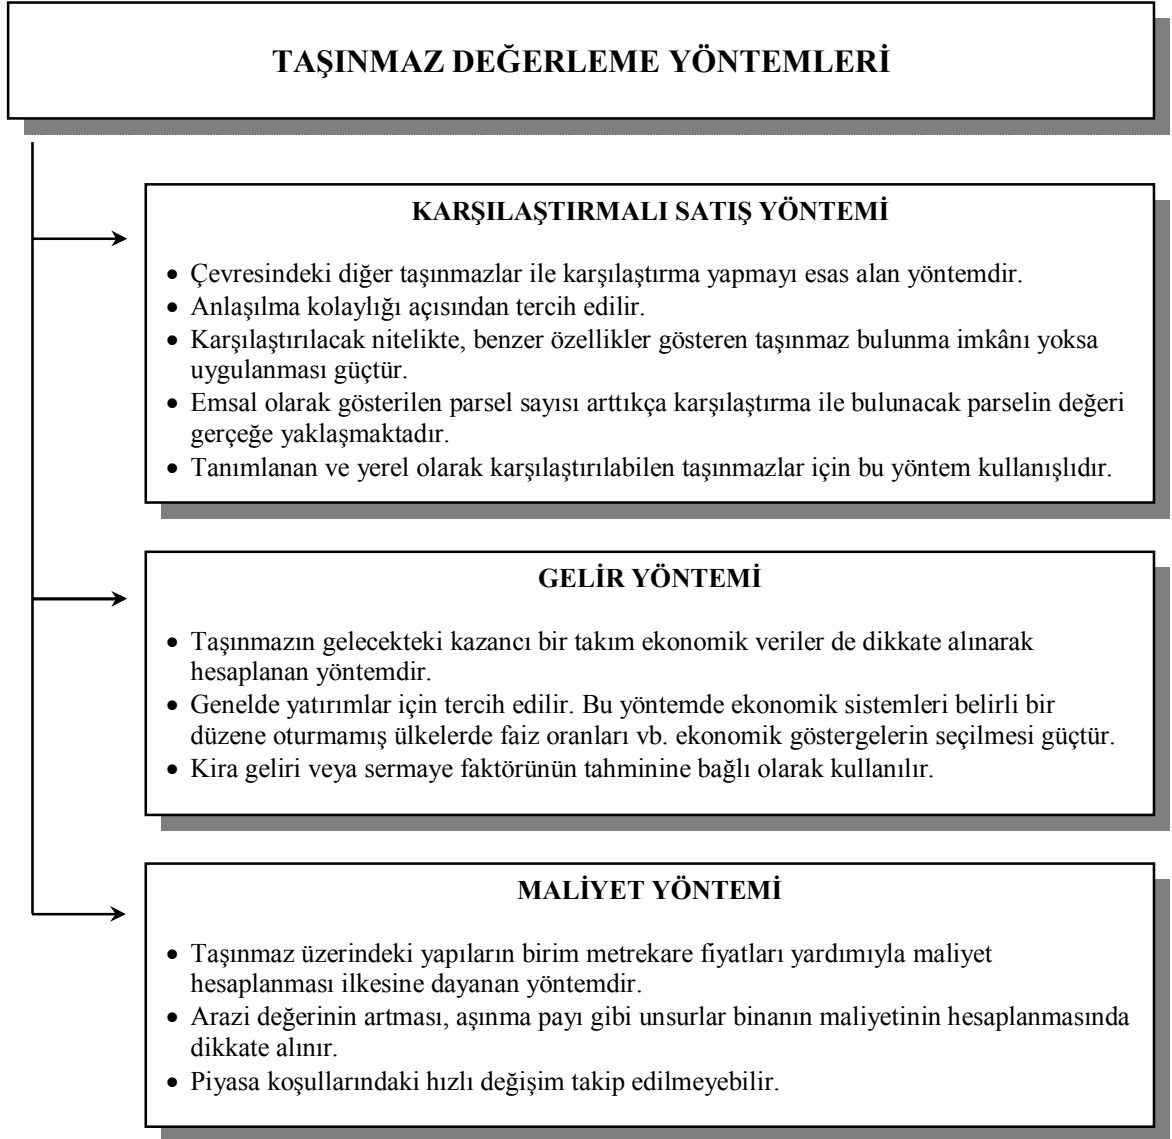 TAŞINMAZ DEĞERLEME YÖNTEMLERİ
KARŞILAŞTIRMALI SATIŞ YÖNTEMİ
• Çevresindeki diğer taşınmazlar ile karşılaştırma yapmayı esas alan yöntemdir.
• Anlaşılma kolaylığı açısından tercih edilir.
• Karşılaştırılacak nitelikte, benzer özellikler gösteren taşınmaz bulunma imkânı yoksa
uygulanması güçtür.
• Emsal olarak gösterilen parsel sayısı arttıkça karşılaştırma ile bulunacak parselin değeri
gerçeğe yaklaşmaktadır.
• Tanımlanan ve yerel olarak karşılaştırılabilen taşınmazlar için bu yöntem kullanışlıdır.
GELİR YÖNTEMİ
• Taşınmazın gelecekteki kazancı bir takım ekonomik veriler de dikkate alınarak
hesaplanan yöntemdir.
• Genelde yatırımlar için tercih edilir. Bu yöntemde ekonomik sistemleri belirli bir
düzene oturmamış ülkelerde faiz oranları vb. ekonomik göstergelerin seçilmesi güçtür.
• Kira geliri veya sermaye faktörünün tahminine bağlı olarak kullanılır.
MALİYET YÖNTEMİ
• Taşınmaz üzerindeki yapıların birim metrekare fiyatları yardımıyla maliyet
hesaplanması ilkesine dayanan yöntemdir.
• Arazi değerinin artması, aşınma payı gibi unsurlar binanın maliyetinin hesaplanmasında
dikkate alınır.
• Piyasa koşullarındaki hızlı değişim takip edilmeyebilir.